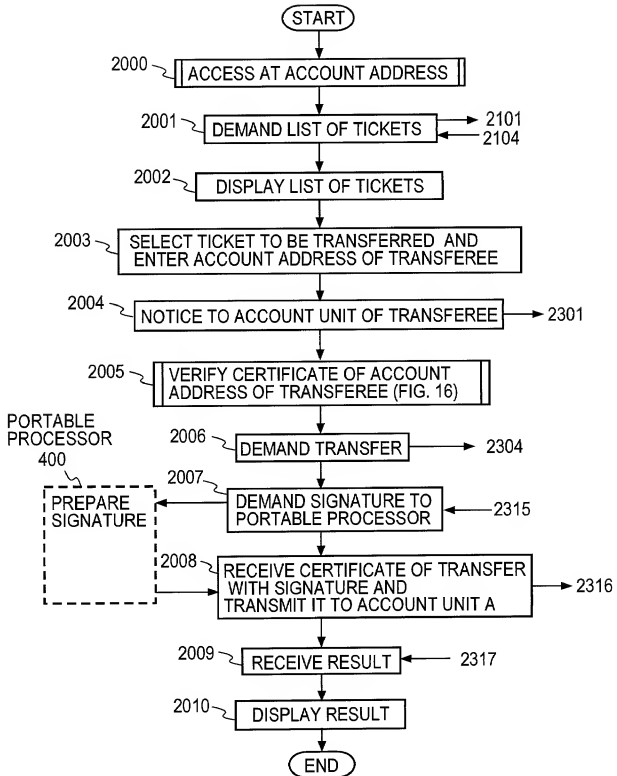 START
2000
ACCESS AT ACCOUNT ADDRESS
2001
DEMAND LIST OF TICKETS
2101
2104
2002
DISPLAY LIST OF TICKETS
2003
SELECT TICKET TO BE TRANSFERRED AND
ENTER ACCOUNT ADDRESS OF TRANSFEREE
2004
NOTICE TO ACCOUNT UNIT OF TRANSFEREE
2301
2005
VERIFY CERTIFICATE OF ACCOUNT
ADDRESS OF TRANSFEREE (FIG. 16)
2006
DEMAND TRANSFER
2304
PORTABLE
PROCESSOR
400
PREPARE
SIGNATURE
2007
DEMAND SIGNATURE TO
PORTABLE PROCESSOR
2315
2008
RECEIVE CERTIFICATE OF TRANSFER
WITH SIGNATURE AND
TRANSMIT IT TO ACCOUNT UNIT A
2316
2009
RECEIVE RESULT
2317
2010
DISPLAY RESULT
END